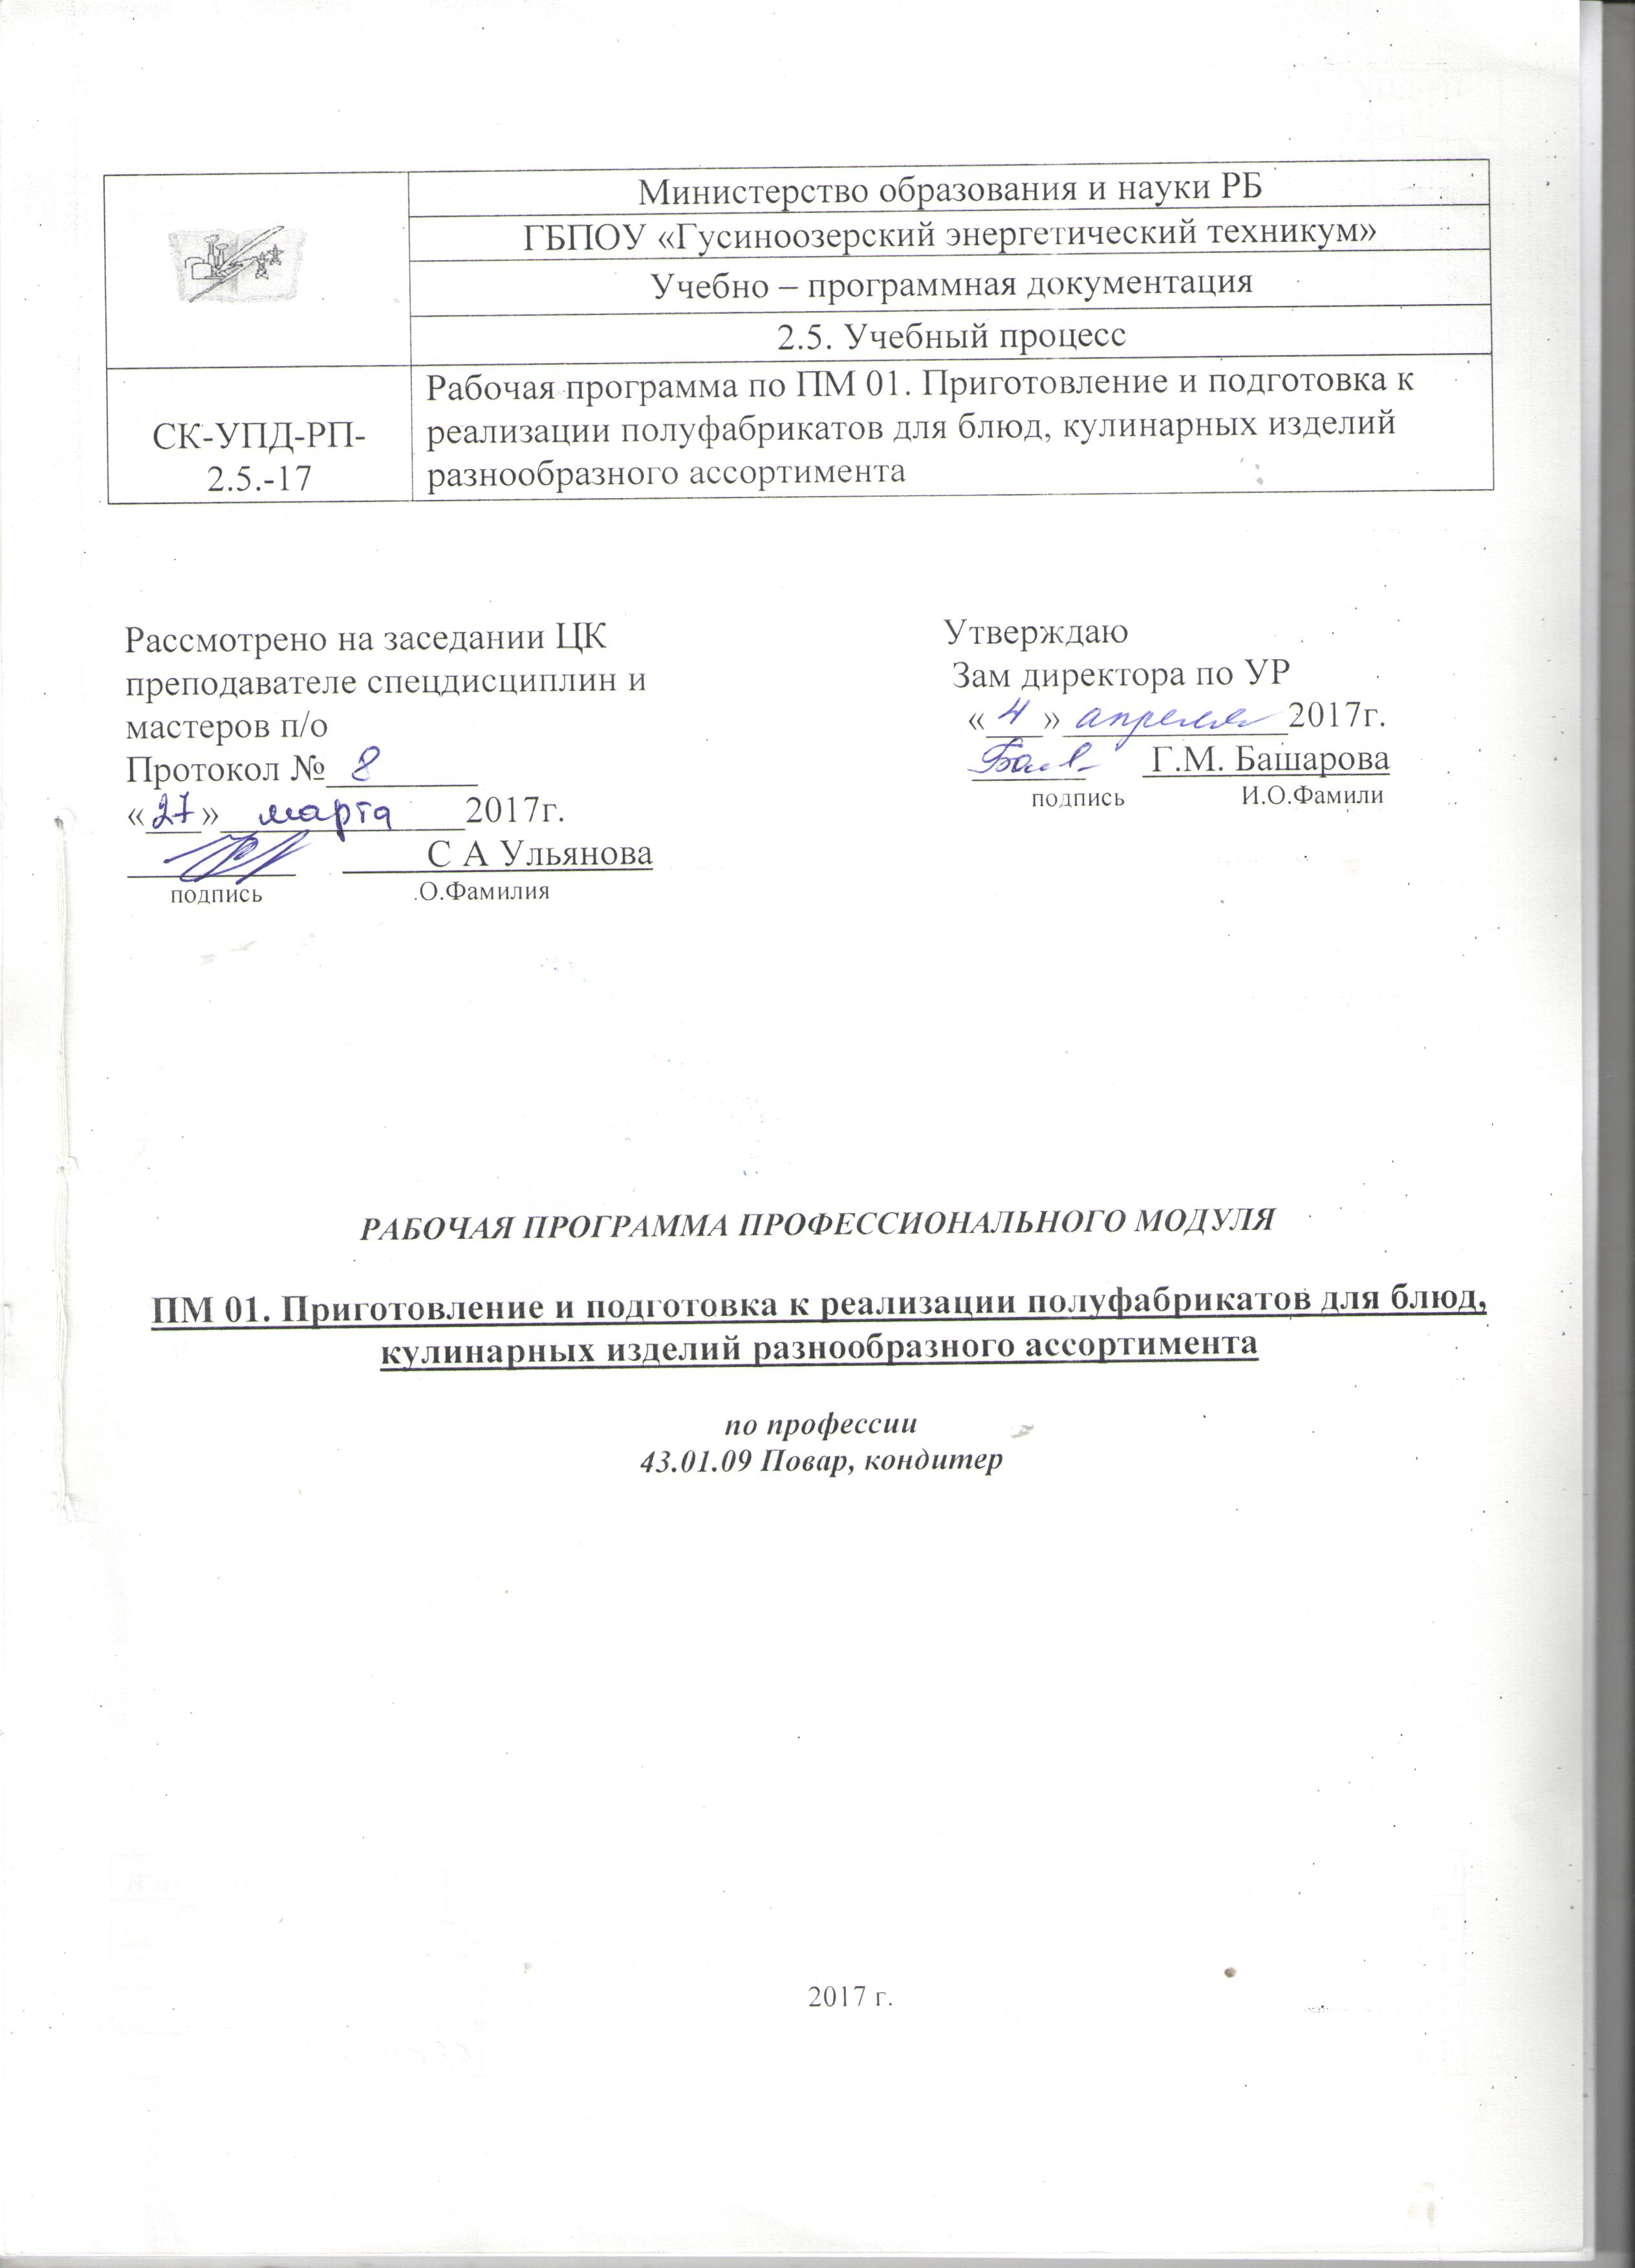 Министерство образования и науки РБ
ГБПОУ «Гусиноозерский энергетический техникум»
Учебно – программная документация
2.5. Учебный процесс
СК-УПД-РП-
2.5.-17
Рабочая программа по ПМ 01. Приготовление и подготовка к
реализации полуфабрикатов для блюд, кулинарных изделий
разнообразного ассортимента
Рассмотрено на заседании ЦК
преподавателе спецдисциплин и
мастеров п/о
Протокол № 8
«27» марта 2017г.
С А Ульянова
подпись .О.Фамилия
Утверждаю
Зам директора по УР
«4» апреля 2017г.
Г.М. Башарова
подпись И.О.Фамили
РАБОЧАЯ ПРОГРАММА ПРОФЕССИОНАЛЬНОГО МОДУЛЯ
ПМ 01. Приготовление и подготовка к реализации полуфабрикатов для блюд,
кулинарных изделий разнообразного ассортимента
по профессии
43.01.09 Повар, кондитер
2017 г.